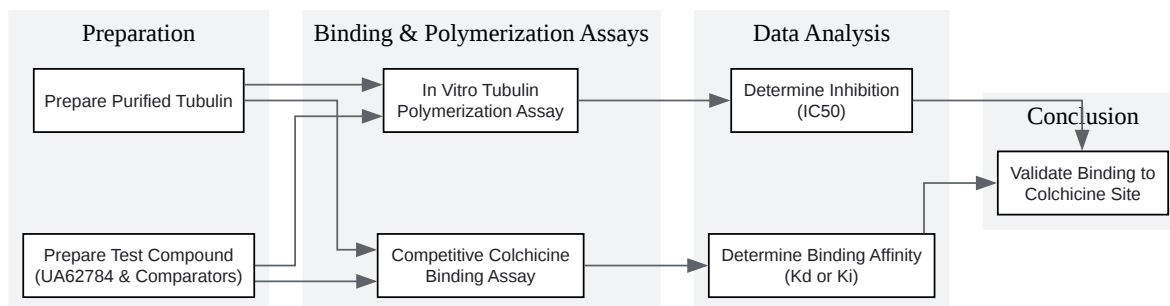 Preparation
Prepare Purified Tubulin
Prepare Test Compound
(UA62784 & Comparators)
Binding & Polymerization Assays
In Vitro Tubulin
Polymerization Assay
Competitive Colchicine
Binding Assay
Data Analysis
Determine Inhibition
(IC50)
Determine Binding Affinity
(Kd or Ki)
Conclusion
Validate Binding to
Colchicine Site